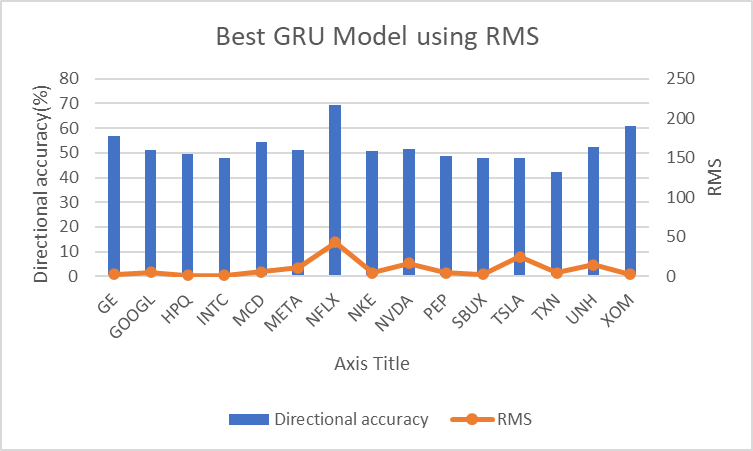 Best GRU Model using RMS
Directional accuracy(%)
80
70
60
50
40
30
20
10
0
250
200
150
100
50
0
RMS
GE
GOOGL
HPQ
INTC
MCD
META
NFLX
NKE
NVDA
PEP
SBUX
TSLA
TXN
UNH
XOM
Axis Title
Directional accuracy
RMS